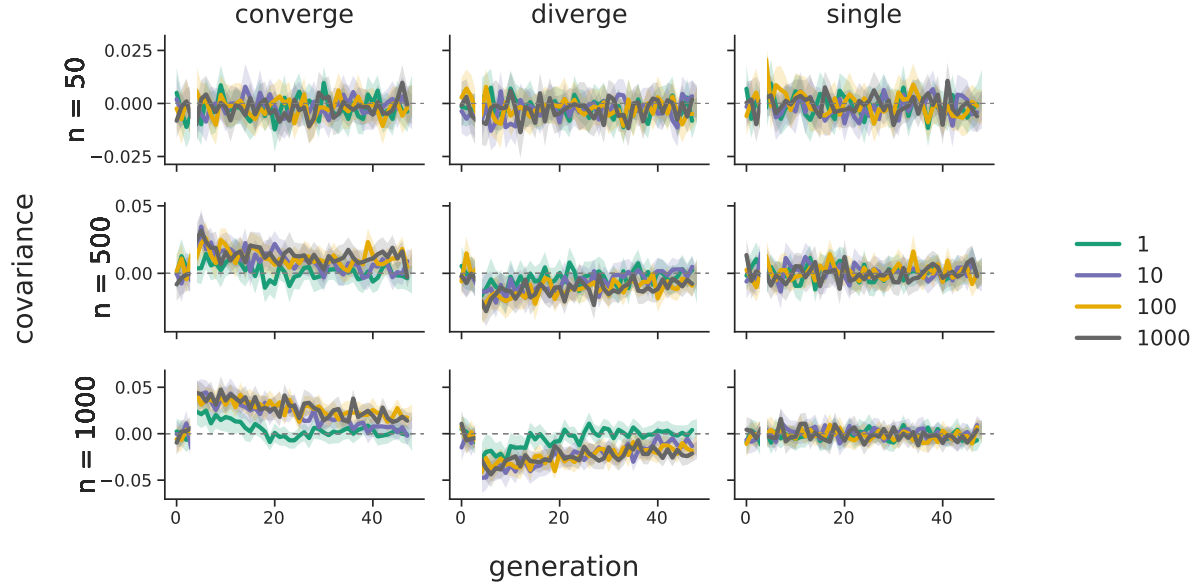 converge diverge single
n = 50
0.025
0.000
−0.025
covariance
n = 500
0.05
0.00
n = 1000
0.05
0.00
−0.05
0 20 40 0 20 40 0 20 40
generation
1
10
100
1000